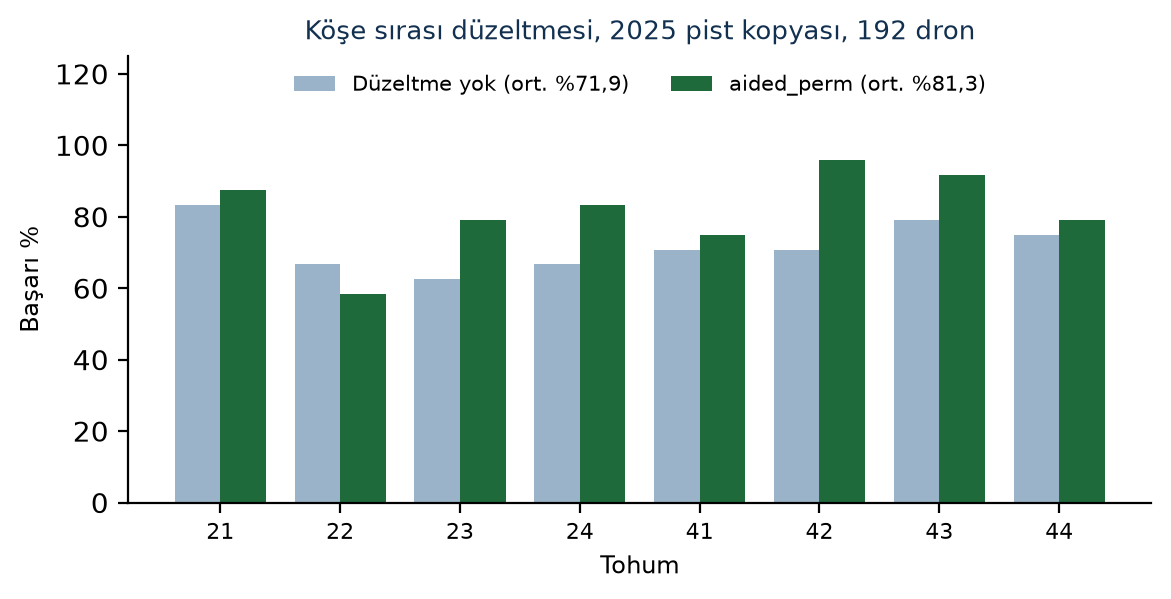 Köşe sırası düzeltmesi, 2025 pist kopyası, 192 dron
Düzeltme yok (ort. %71,9)
aided_perm (ort. %81,3)
Başarı %
120
100
80
60
40
20
0
21 22 23 24 41 42 43 44
Tohum